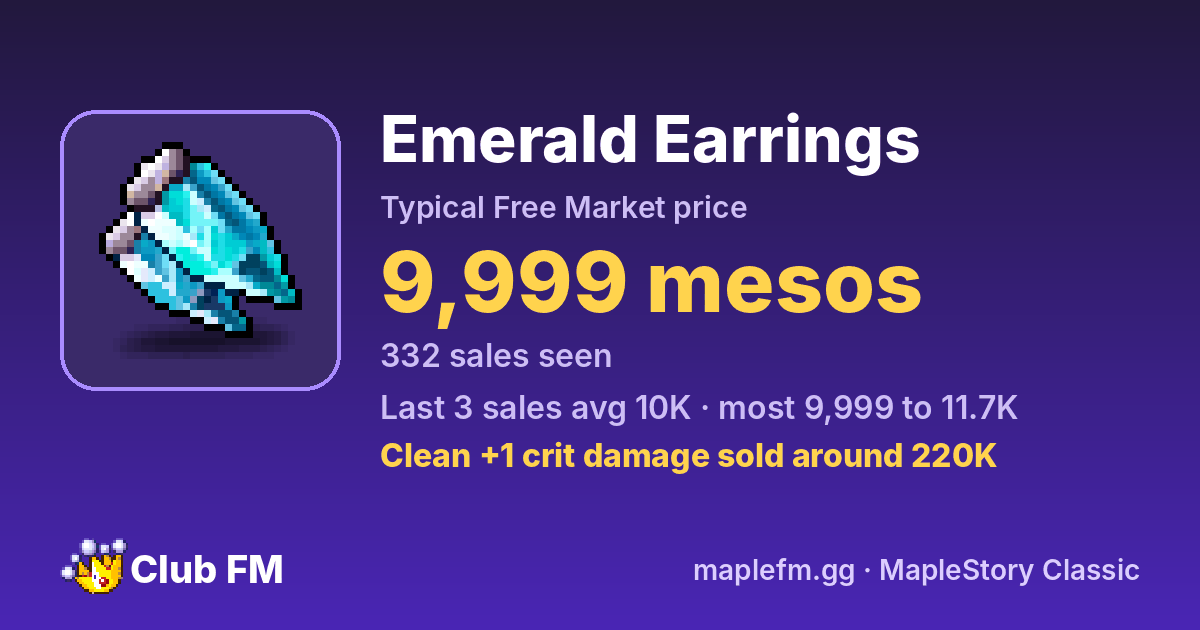 Emerald Earrings
Typical Free Market price
9,999 mesos
332 sales seen
Last 3 sales avg 10K · most 9,999 to 11.7K
Clean +1 crit damage sold around 220K
Club FM
maplefm.gg · MapleStory Classic